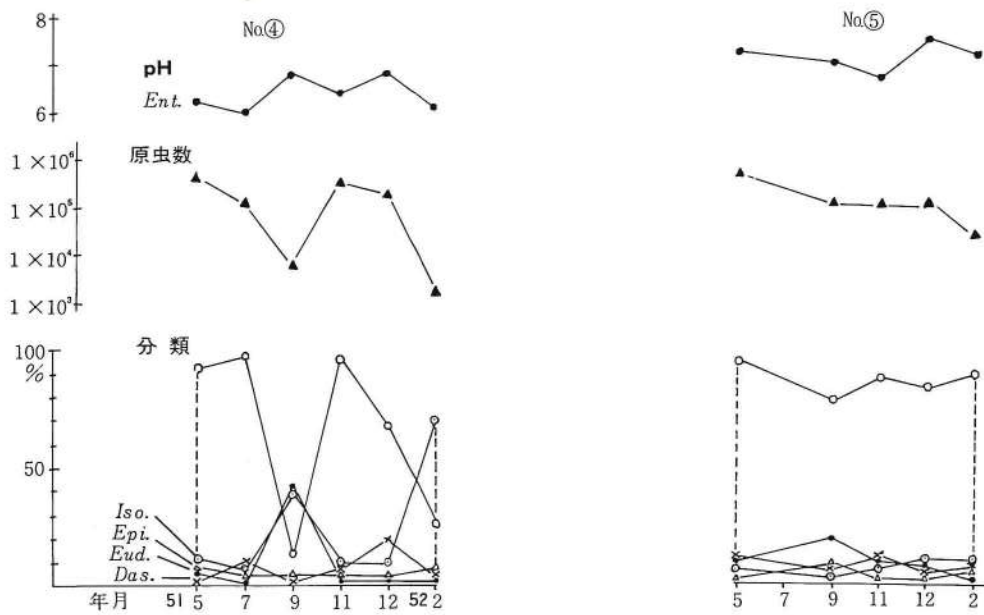 No.④
No.⑤
8
pH
Ent.
6
原虫数
1 × 10⁶
1 × 10⁵
1 × 10⁴
1 × 10³
分類
100
%
50
Iso.
Epi.
Eud.
Das.
年月 51 5 7 9 11 12 52 2
5 7 9 11 12 2